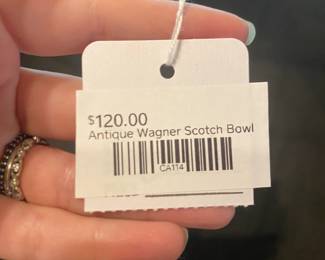 $120.00
Antique Wagner Scotch Bowl
CA114